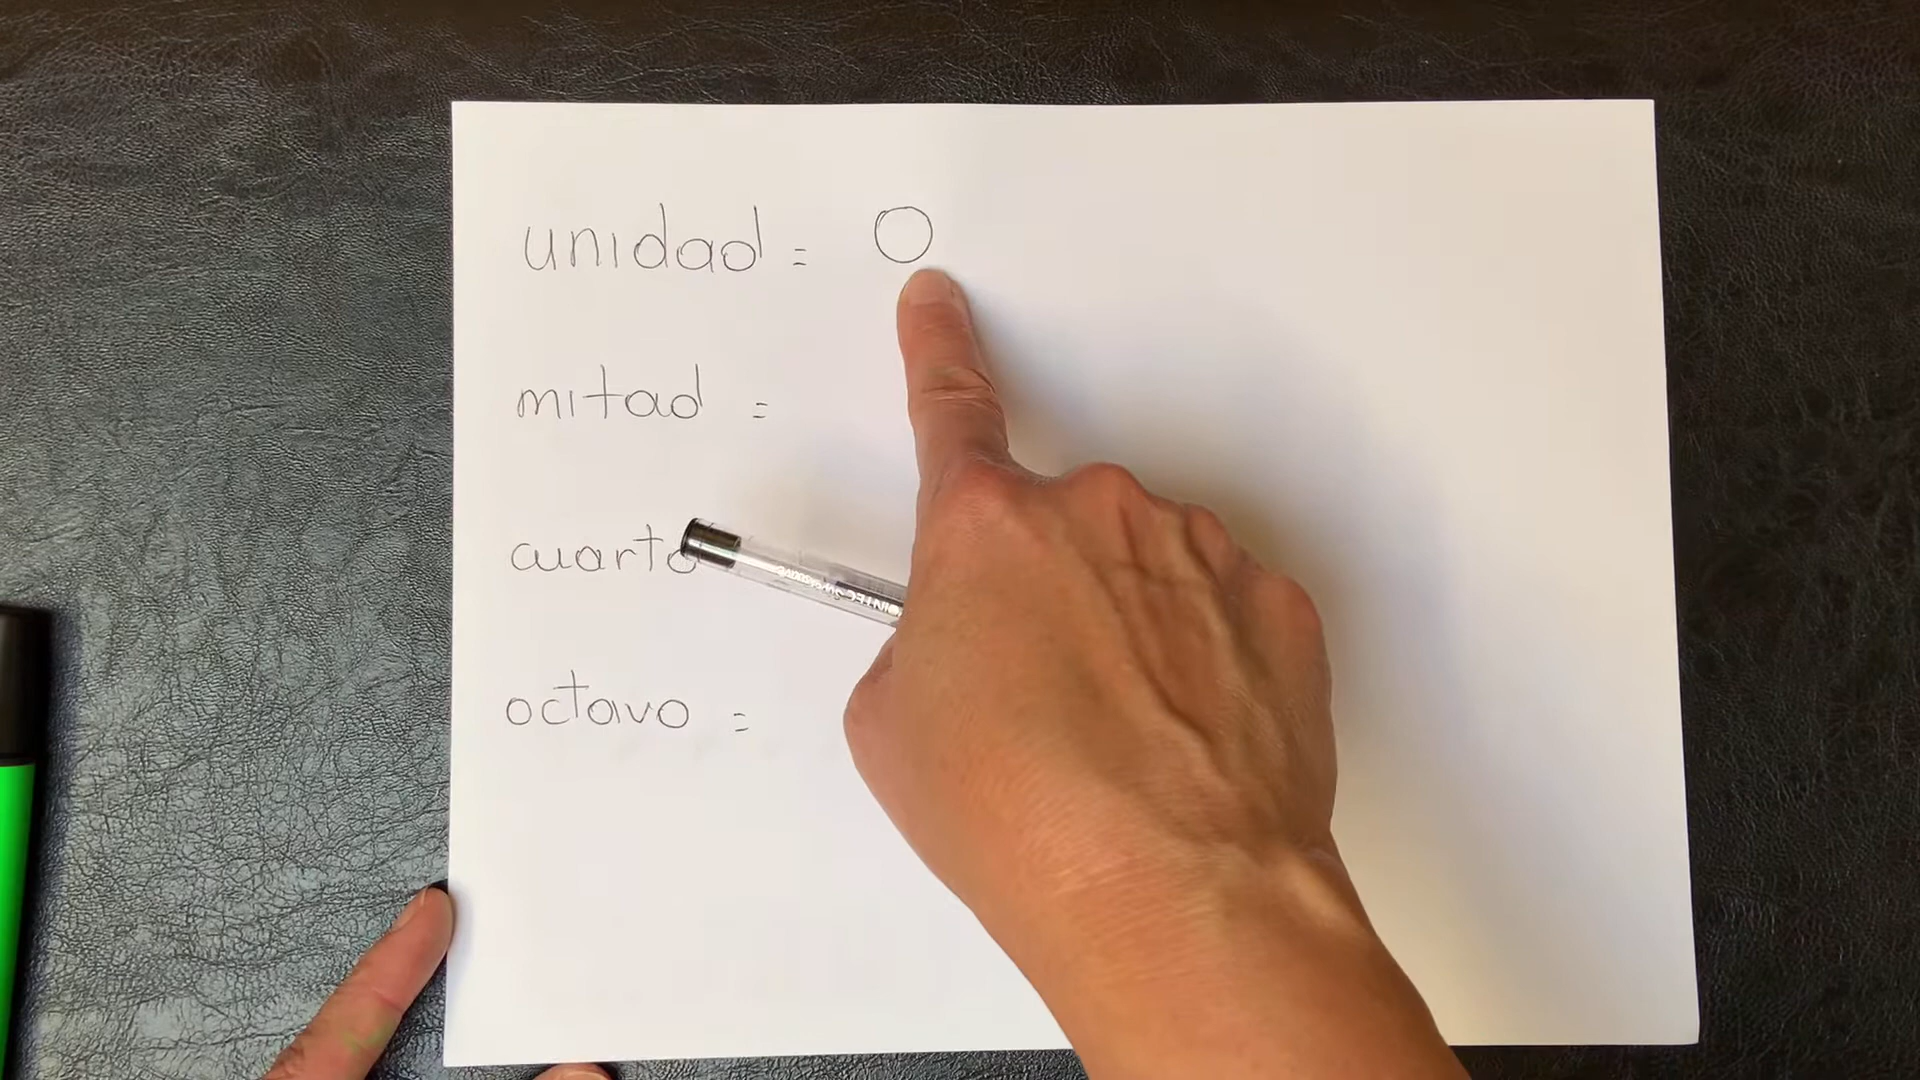 unidad = O
mitad =
cuarto
octavo =